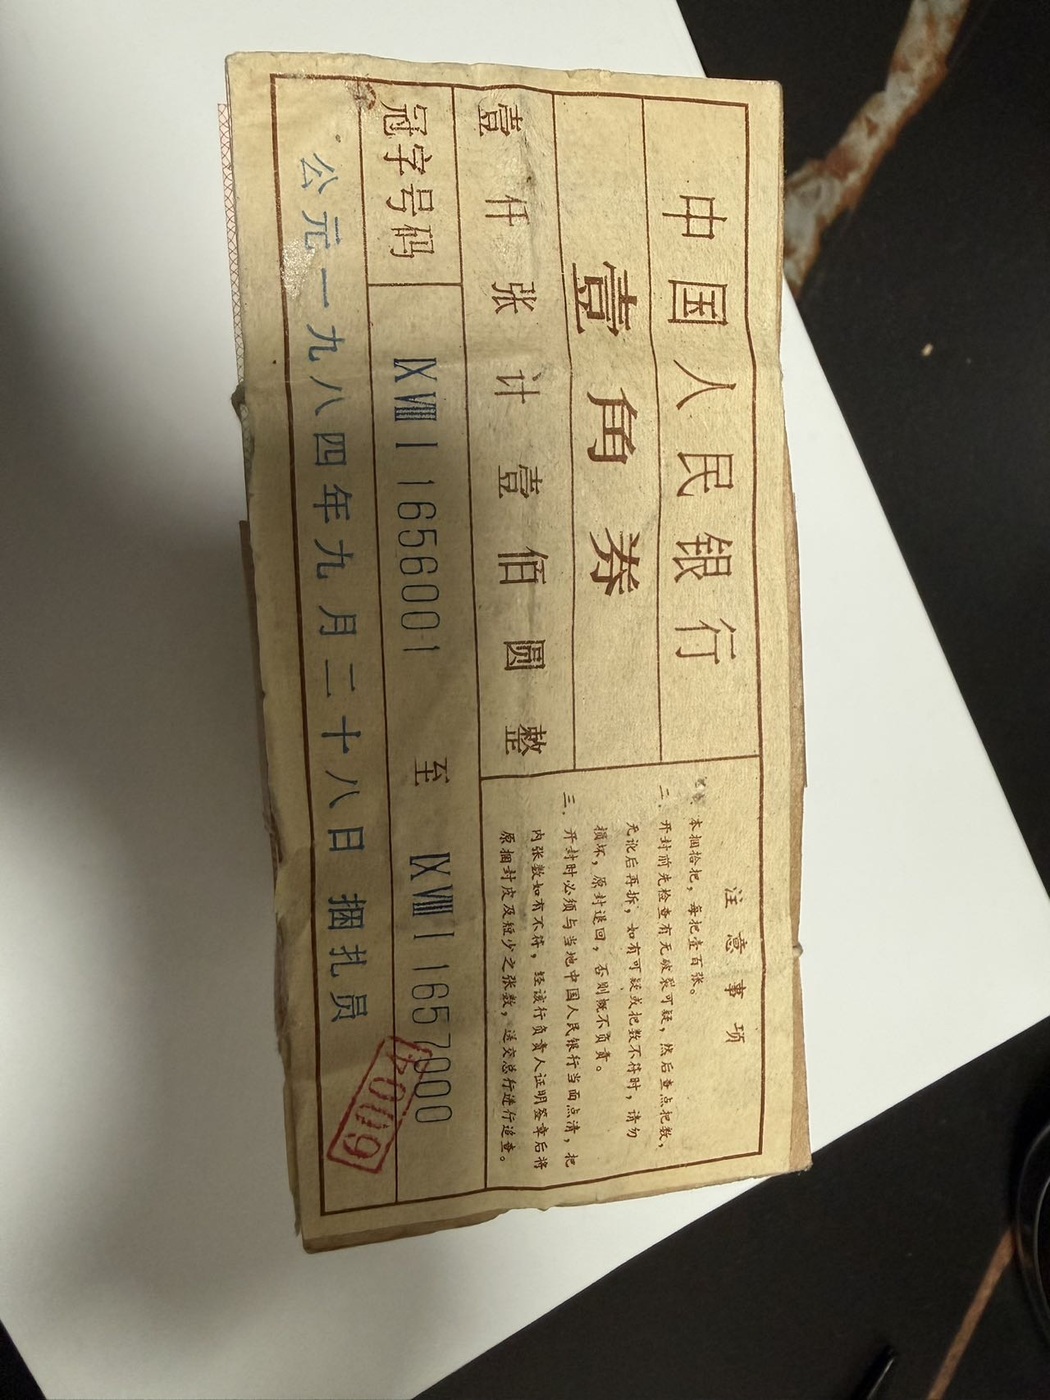 中国人民银行
壹角券
壹仟张计壹佰圆整
注意事项
一、本捆拾把，每把壹百张。
二、开封前先检查有无破裂可疑，然后查点把数，
无讹后再拆，如有可疑或把数不符时，请勿
损坏，原封退回，否则概不负责。
三、开封时必须与当地中国人民银行当面点清，把
内张数如有不符，经该行负责人证明签章后将
原捆封皮及短少之张数，送交总行进行追查。
冠字号码 ⅨⅧⅠ 1656001 至 ⅨⅧⅠ 1657000
公元一九八四年九月二十八日 捆扎员